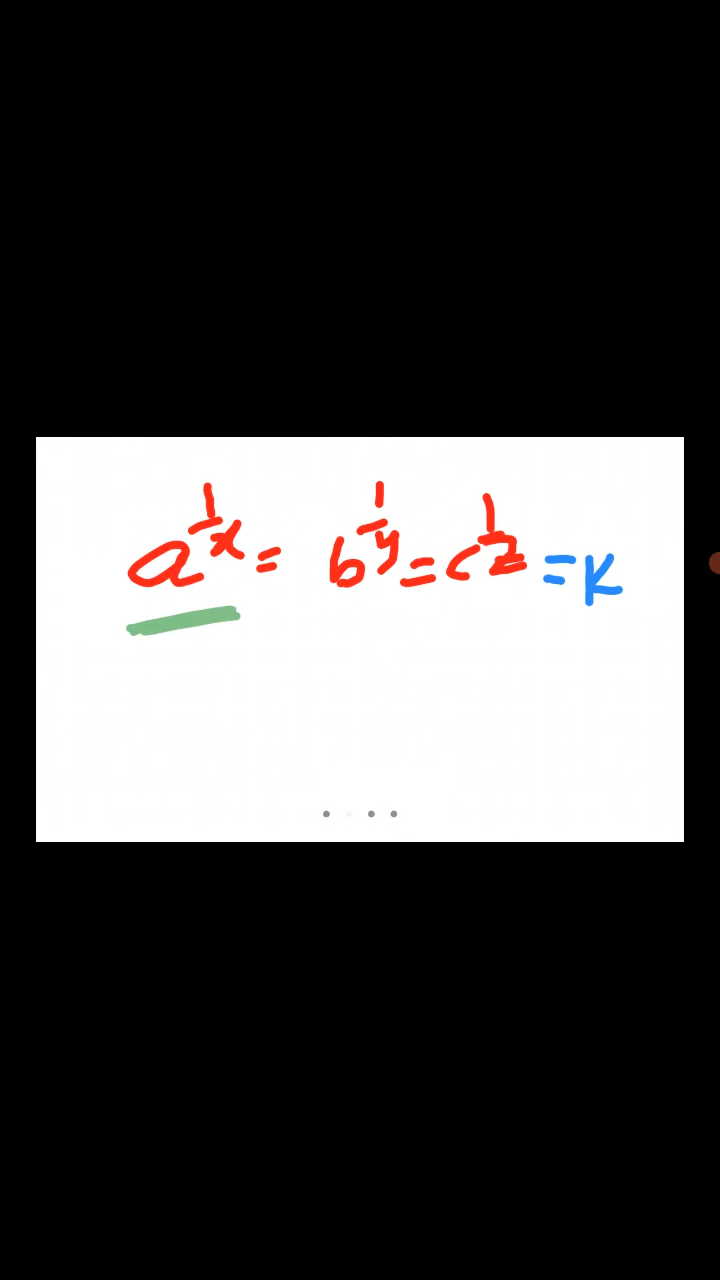 a^{1/x} = b^{1/y} = c^{1/z} = K